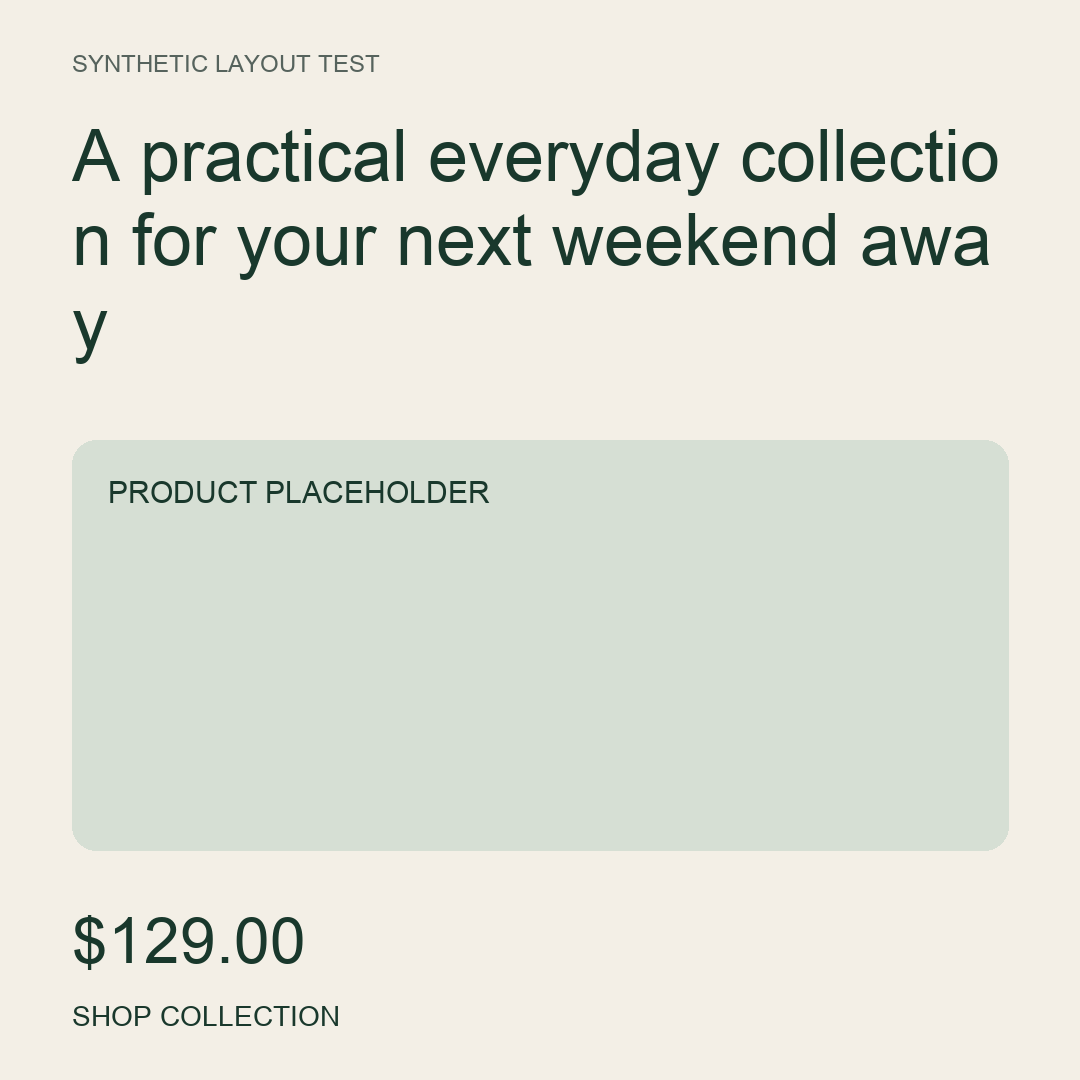 SYNTHETIC LAYOUT TEST
A practical everyday collectio
n for your next weekend awa
y
PRODUCT PLACEHOLDER
$129.00
SHOP COLLECTION